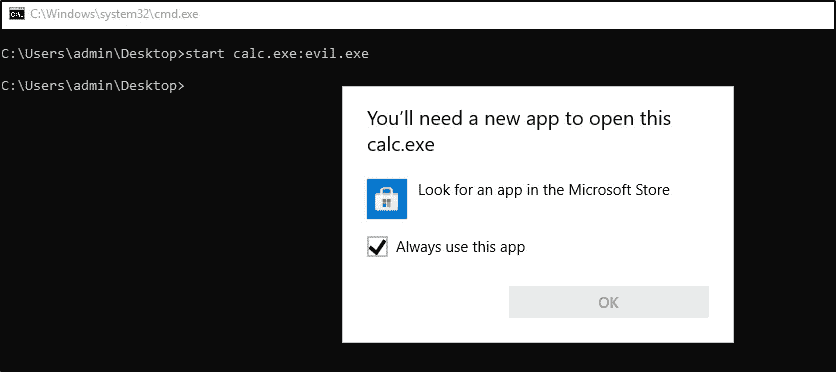 C:\Windows\system32\cmd.exe
C:\Users\admin\Desktop>start calc.exe:evil.exe
C:\Users\admin\Desktop>
You'll need a new app to open this
calc.exe
Look for an app in the Microsoft Store
Always use this app
OK